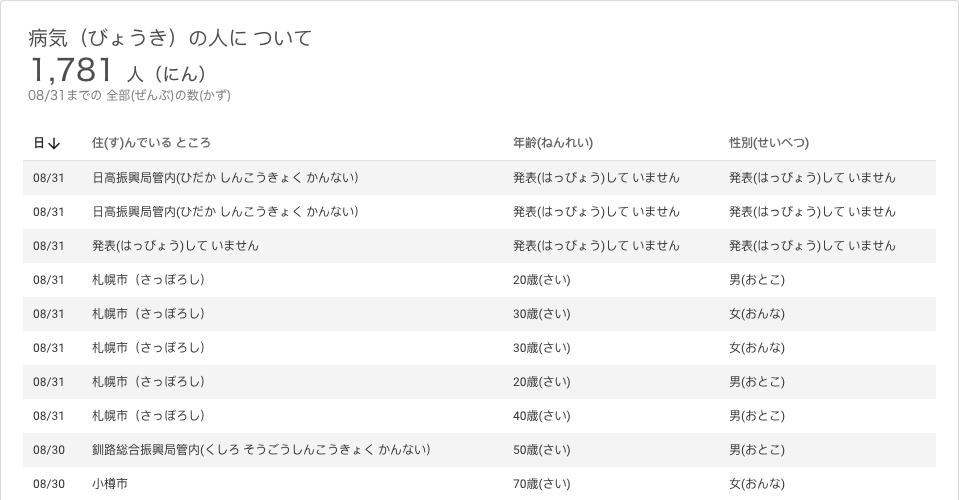 病気（びょうき）の人に ついて
1,781 人（にん）
08/31までの 全部(ぜんぶ)の数(かず)
日↓ 住(す)んでいる ところ 年齢(ねんれい) 性別(せいべつ)
08/31 日高振興局管内(ひだか しんこうきょく かんない） 発表(はっぴょう)して いません 発表(はっぴょう)して いません
08/31 日高振興局管内(ひだか しんこうきょく かんない） 発表(はっぴょう)して いません 発表(はっぴょう)して いません
08/31 発表(はっぴょう)して いません 発表(はっぴょう)して いません 発表(はっぴょう)して いません
08/31 札幌市（さっぽろし） 20歳(さい) 男(おとこ)
08/31 札幌市（さっぽろし） 30歳(さい) 女(おんな)
08/31 札幌市（さっぽろし） 30歳(さい) 女(おんな)
08/31 札幌市（さっぽろし） 20歳(さい) 男(おとこ)
08/31 札幌市（さっぽろし） 40歳(さい) 男(おとこ)
08/30 釧路総合振興局管内(くしろ そうごうしんこうきょく かんない） 50歳(さい) 男(おとこ)
08/30 小樽市 70歳(さい) 女(おんな)